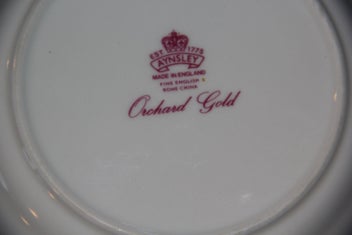 EST. 1775
AYNSLEY
MADE IN ENGLAND
FINE ENGLISH
BONE CHINA
Orchard Gold